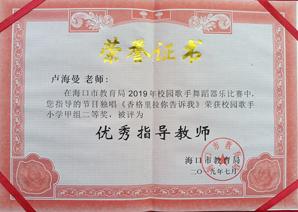 荣誉证书
卢海曼 老师：
在海口市教育局2019年校园歌手舞蹈器乐比赛中，
您指导的节目独唱《香格里拉你告诉我》荣获校园歌手
小学甲组二等奖，被评为
优秀指导教师
海口市教育局
二〇一九年七月